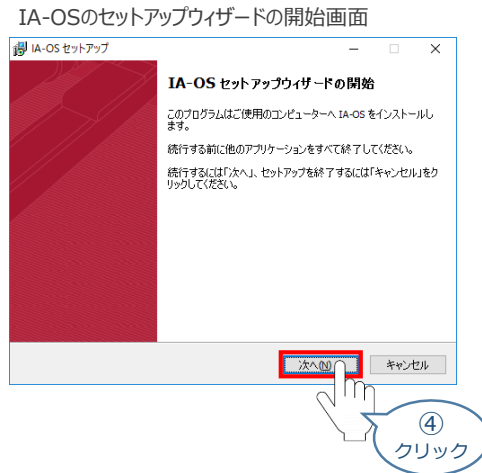 IA-OSのセットアップウィザードの開始画面
IA-OS セットアップ
IA-OS セットアップウィザードの開始
このプログラムはご使用のコンピューターへ IA-OS をインストールし
ます。
続行する前に他のアプリケーションをすべて終了してください。
続行するには「次へ」、セットアップを終了するには「キャンセル」をク
リックしてください。
次へ(N)
キャンセル
④
クリック